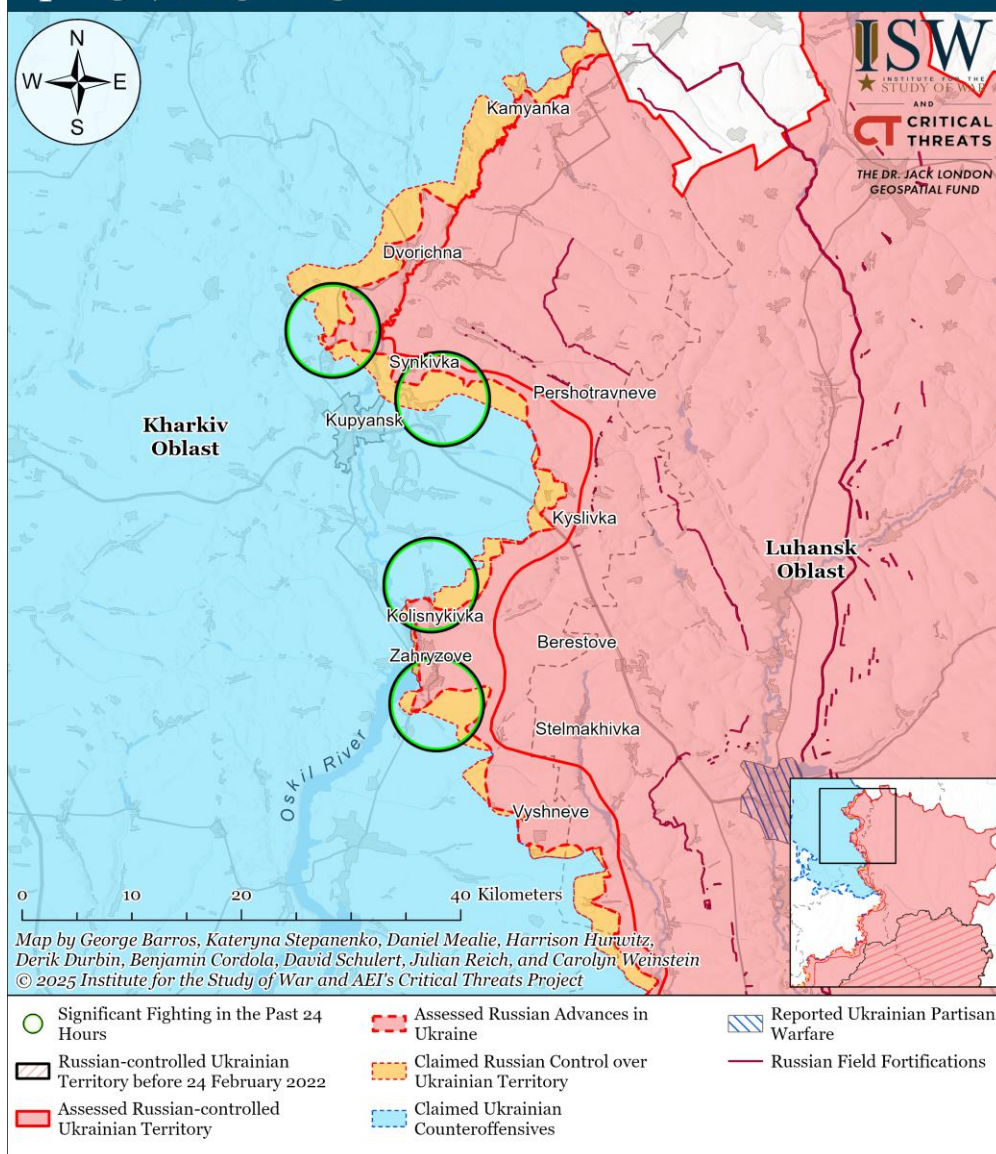 N
W
E
S
ISW
INSTITUTE FOR THE
STUDY OF WAR
AND
CT CRITICAL
THREATS
THE DR. JACK LONDON
GEOSPATIAL FUND
Kamyanka
Dvorichna
Synkivka
Pershotravneve
Kharkiv
Oblast
Kupyansk
Kyslivka
Luhansk
Oblast
Kolisnykivka
Berestove
Zahryzove
Stelmakhivka
Oskil River
Vyshneve
0 10 20 40 Kilometers
Map by George Barros, Kateryna Stepanenko, Daniel Mealie, Harrison Hurwitz,
Derik Durbin, Benjamin Cordola, David Schulert, Julian Reich, and Carolyn Weinstein
© 2025 Institute for the Study of War and AEI's Critical Threats Project
Significant Fighting in the Past 24
Hours
Russian-controlled Ukrainian
Territory before 24 February 2022
Assessed Russian-controlled
Ukrainian Territory
Assessed Russian Advances in
Ukraine
Claimed Russian Control over
Ukrainian Territory
Claimed Ukrainian
Counteroffensives
Reported Ukrainian Partisan
Warfare
Russian Field Fortifications